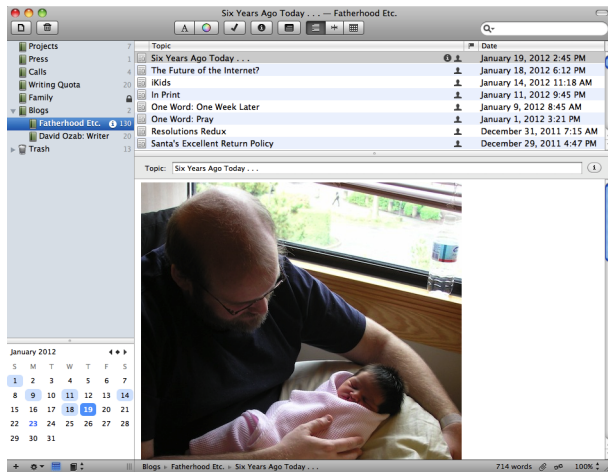 Six Years Ago Today . . . — Fatherhood Etc.
A
Q
Projects 7
Press 1
Calls 4
Writing Quota 20
Family
Blogs 2
Fatherhood Etc. 130
David Ozab: Writer 20
Trash 13
Topic Date
Six Years Ago Today . . . January 19, 2012 2:45 PM
The Future of the Internet? January 18, 2012 6:12 PM
iKids January 14, 2012 11:18 AM
In Print January 11, 2012 9:45 PM
One Word: One Week Later January 9, 2012 8:45 AM
One Word: Pray January 1, 2012 3:21 PM
Resolutions Redux December 31, 2011 7:15 AM
Santa's Excellent Return Policy December 29, 2011 4:47 PM
Topic: Six Years Ago Today . . .
January 2012
S M T W T F S
1 2 3 4 5 6 7
8 9 10 11 12 13 14
15 16 17 18 19 20 21
22 23 24 25 26 27 28
29 30 31
Blogs ▸ Fatherhood Etc. ▸ Six Years Ago Today . . . 714 words 100%